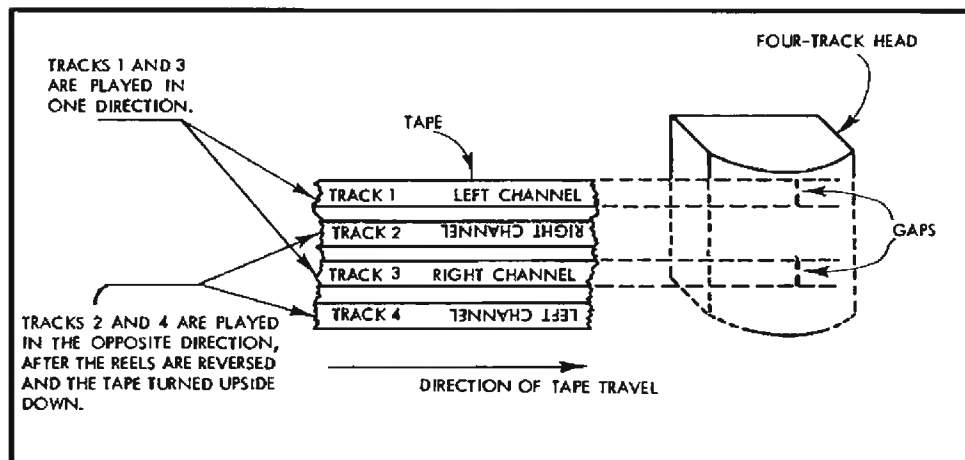 FOUR-TRACK HEAD
TRACKS 1 AND 3
ARE PLAYED IN
ONE DIRECTION.
TAPE
TRACK 1 LEFT CHANNEL
TRACK 2 RIGHT CHANNEL
GAPS
TRACK 3 RIGHT CHANNEL
TRACK 4 LEFT CHANNEL
TRACKS 2 AND 4 ARE PLAYED
IN THE OPPOSITE DIRECTION,
AFTER THE REELS ARE REVERSED
AND THE TAPE TURNED UPSIDE
DOWN.
DIRECTION OF TAPE TRAVEL